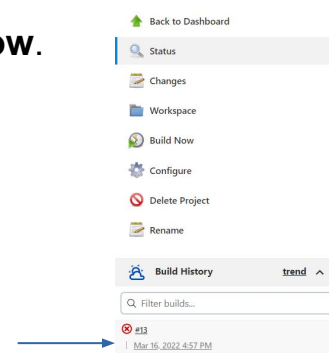 Back to Dashboard
ow.
Status
Changes
Workspace
Build Now
Configure
Delete Project
Rename
Build History trend
Filter builds...
#13
Mar 16, 2022 4:57 PM